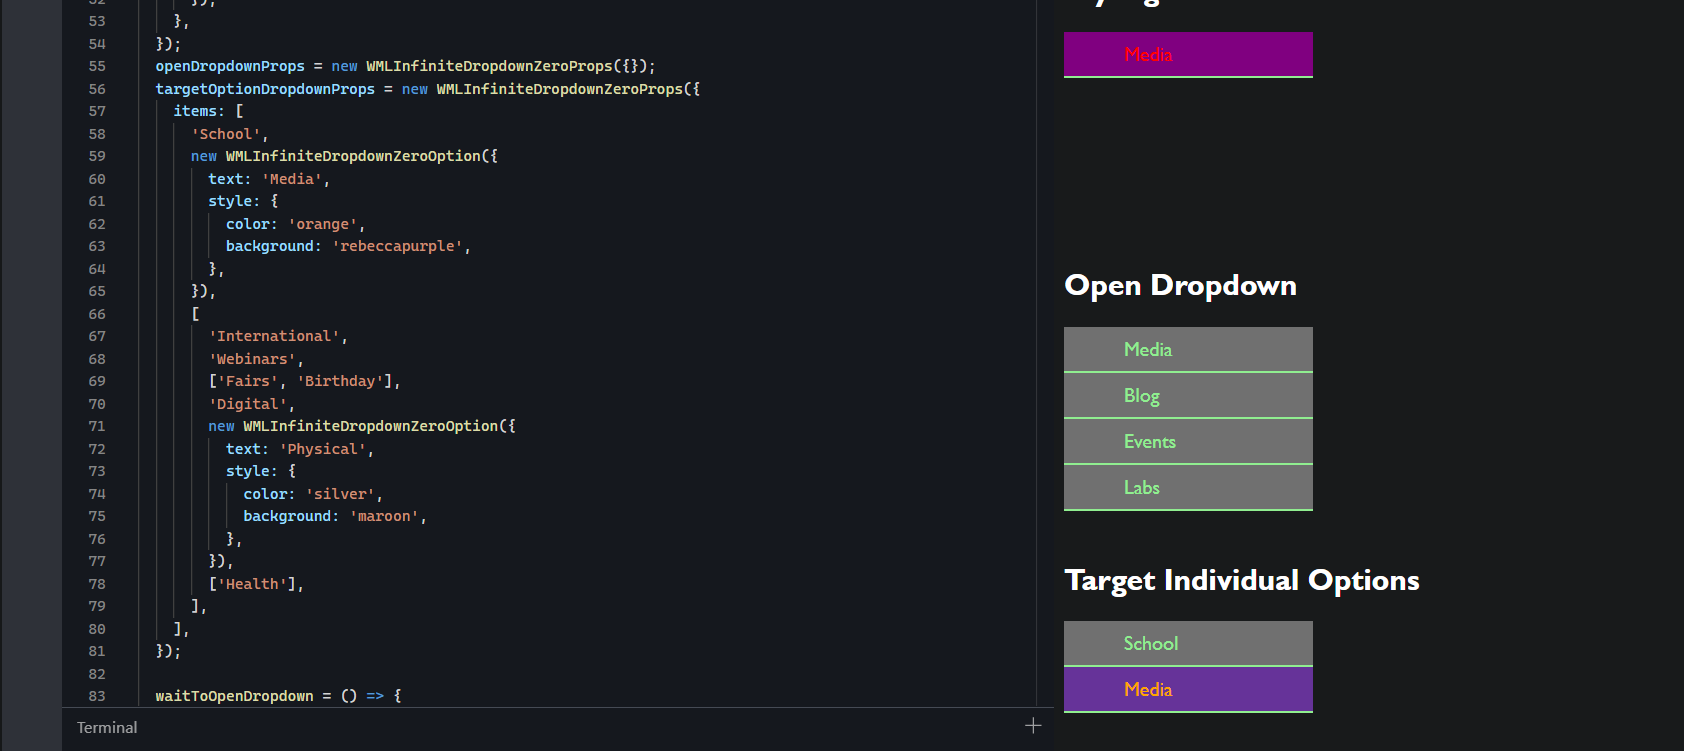 53 },
54 });
55 openDropdownProps = new WMLInfiniteDropdownZeroProps({});
56 targetOptionDropdownProps = new WMLInfiniteDropdownZeroProps({
57 items: [
58 'School',
59 new WMLInfiniteDropdownZeroOption({
60 text: 'Media',
61 style: {
62 color: 'orange',
63 background: 'rebeccapurple',
64 },
65 }),
66 [
67 'International',
68 'Webinars',
69 ['Fairs', 'Birthday'],
70 'Digital',
71 new WMLInfiniteDropdownZeroOption({
72 text: 'Physical',
73 style: {
74 color: 'silver',
75 background: 'maroon',
76 },
77 }),
78 ['Health'],
79 ],
80 ],
81 });
82
83 waitToOpenDropdown = () => {
Terminal
Media
Open Dropdown
Media
Blog
Events
Labs
Target Individual Options
School
Media